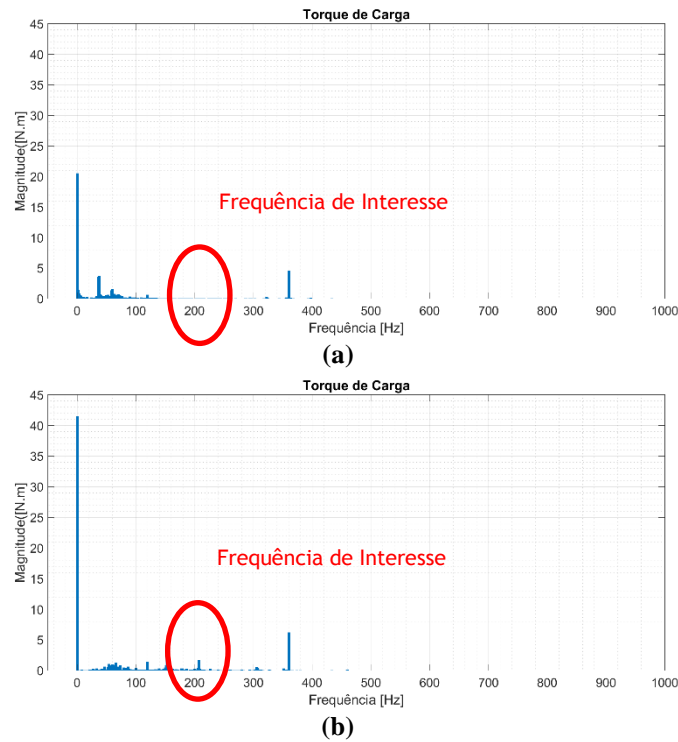 Torque de Carga
45
40
35
30
25
20
15
10
5
0
Magnitude([N.m]
Frequência de Interesse
0 100 200 300 400 500 600 700 800 900 1000
Frequência [Hz]
(a)
Torque de Carga
45
40
35
30
25
20
15
10
5
0
Magnitude([N.m]
Frequência de Interesse
0 100 200 300 400 500 600 700 800 900 1000
Frequência [Hz]
(b)